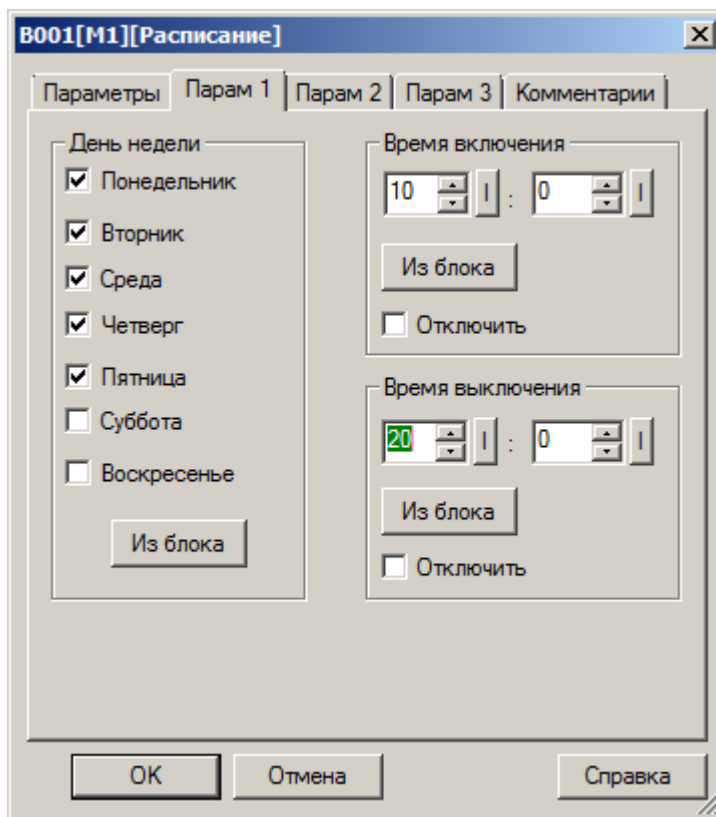 B001[M1][Расписание]
Параметры Парам 1 Парам 2 Парам 3 Комментарии
День недели
Понедельник
Вторник
Среда
Четверг
Пятница
Суббота
Воскресенье
Из блока
Время включения
10 I : 0 I
Из блока
Отключить
Время выключения
20 I : 0 I
Из блока
Отключить
OK Отмена Справка